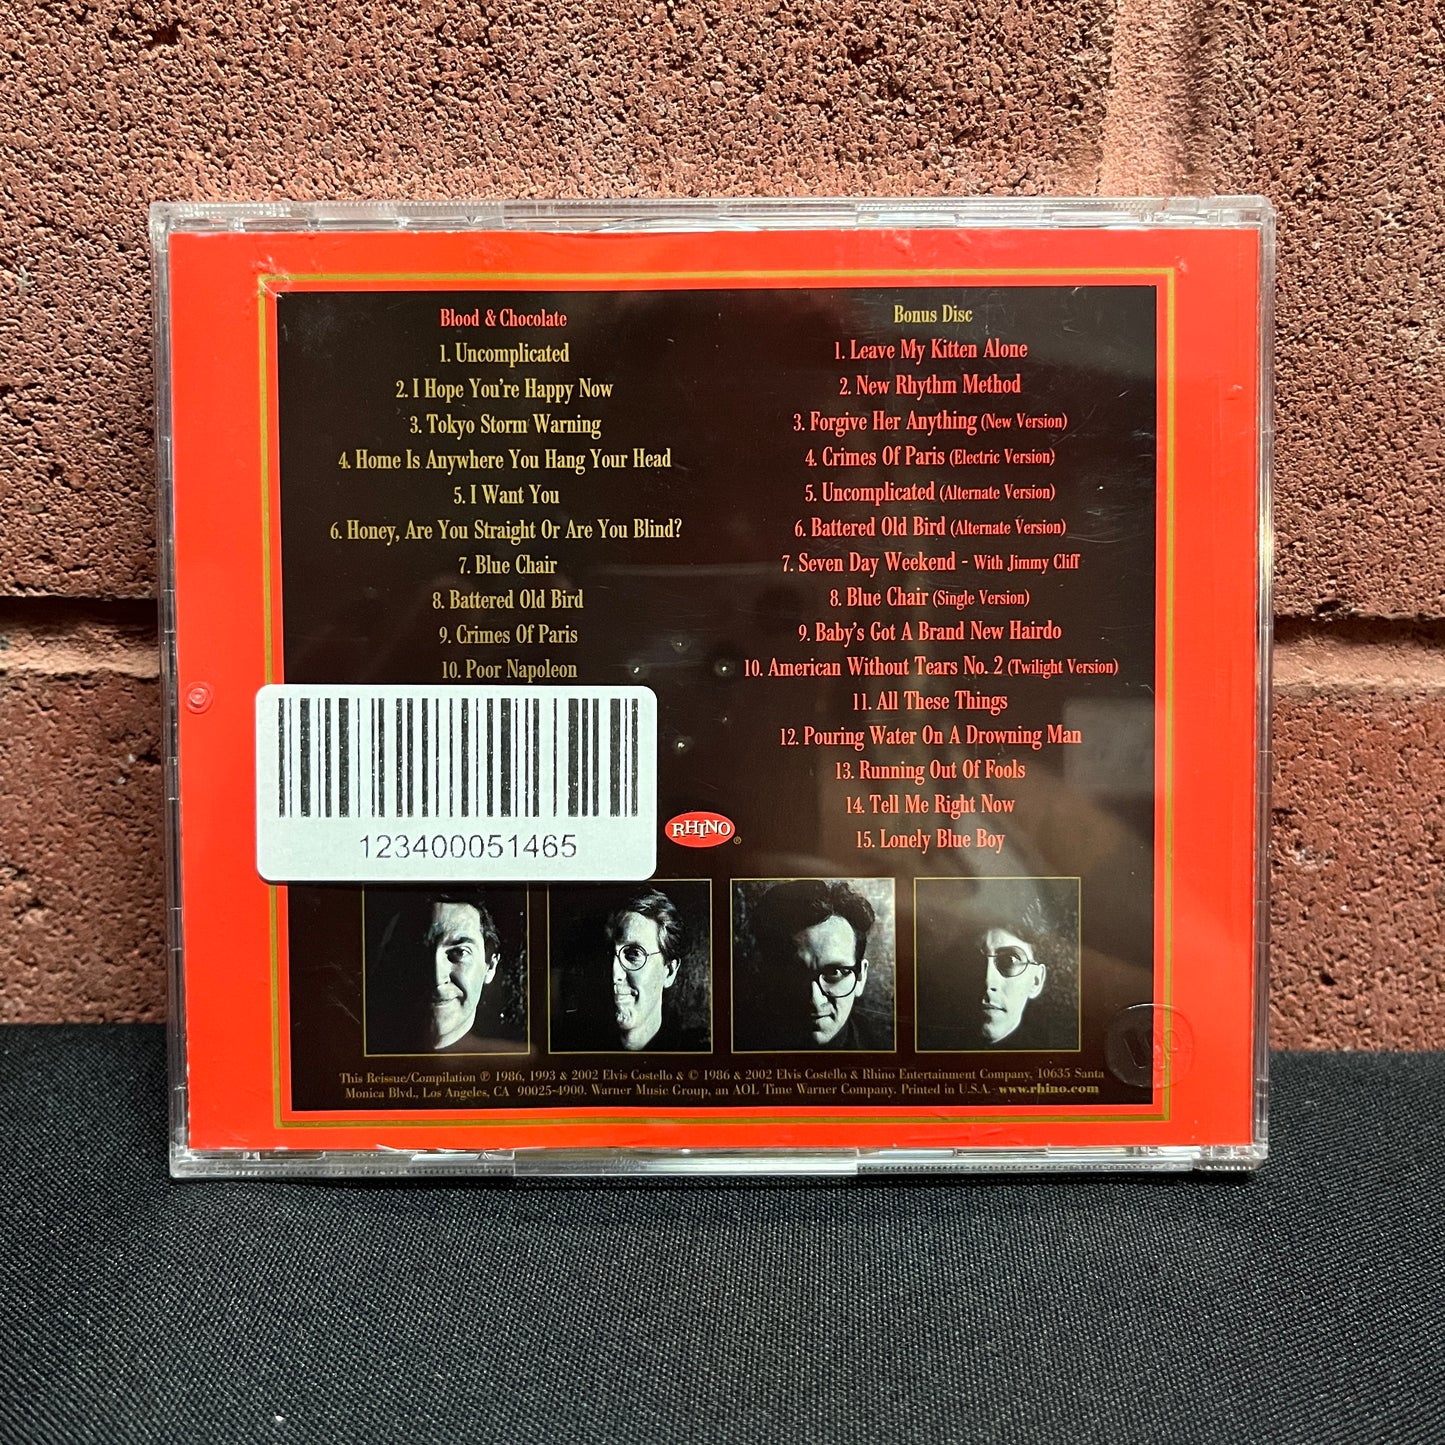 Blood & Chocolate
1. Uncomplicated
2. I Hope You're Happy Now
3. Tokyo Storm Warning
4. Home Is Anywhere You Hang Your Head
5. I Want You
6. Honey, Are You Straight Or Are You Blind?
7. Blue Chair
8. Battered Old Bird
9. Crimes Of Paris
10. Poor Napoleon
Bonus Disc
1. Leave My Kitten Alone
2. New Rhythm Method
3. Forgive Her Anything (New Version)
4. Crimes Of Paris (Electric Version)
5. Uncomplicated (Alternate Version)
6. Battered Old Bird (Alternate Version)
7. Seven Day Weekend - With Jimmy Cliff
8. Blue Chair (Single Version)
9. Baby's Got A Brand New Hairdo
10. American Without Tears No. 2 (Twilight Version)
11. All These Things
12. Pouring Water On A Drowning Man
13. Running Out Of Fools
14. Tell Me Right Now
15. Lonely Blue Boy
123400051465
RHINO ®
This Reissue/Compilation ℗ 1986, 1993 & 2002 Elvis Costello & © 1986 & 2002 Elvis Costello & Rhino Entertainment Company, 10635 Santa
Monica Blvd., Los Angeles, CA 90025-4900. Warner Music Group, an AOL Time Warner Company. Printed in U.S.A. www.rhino.com